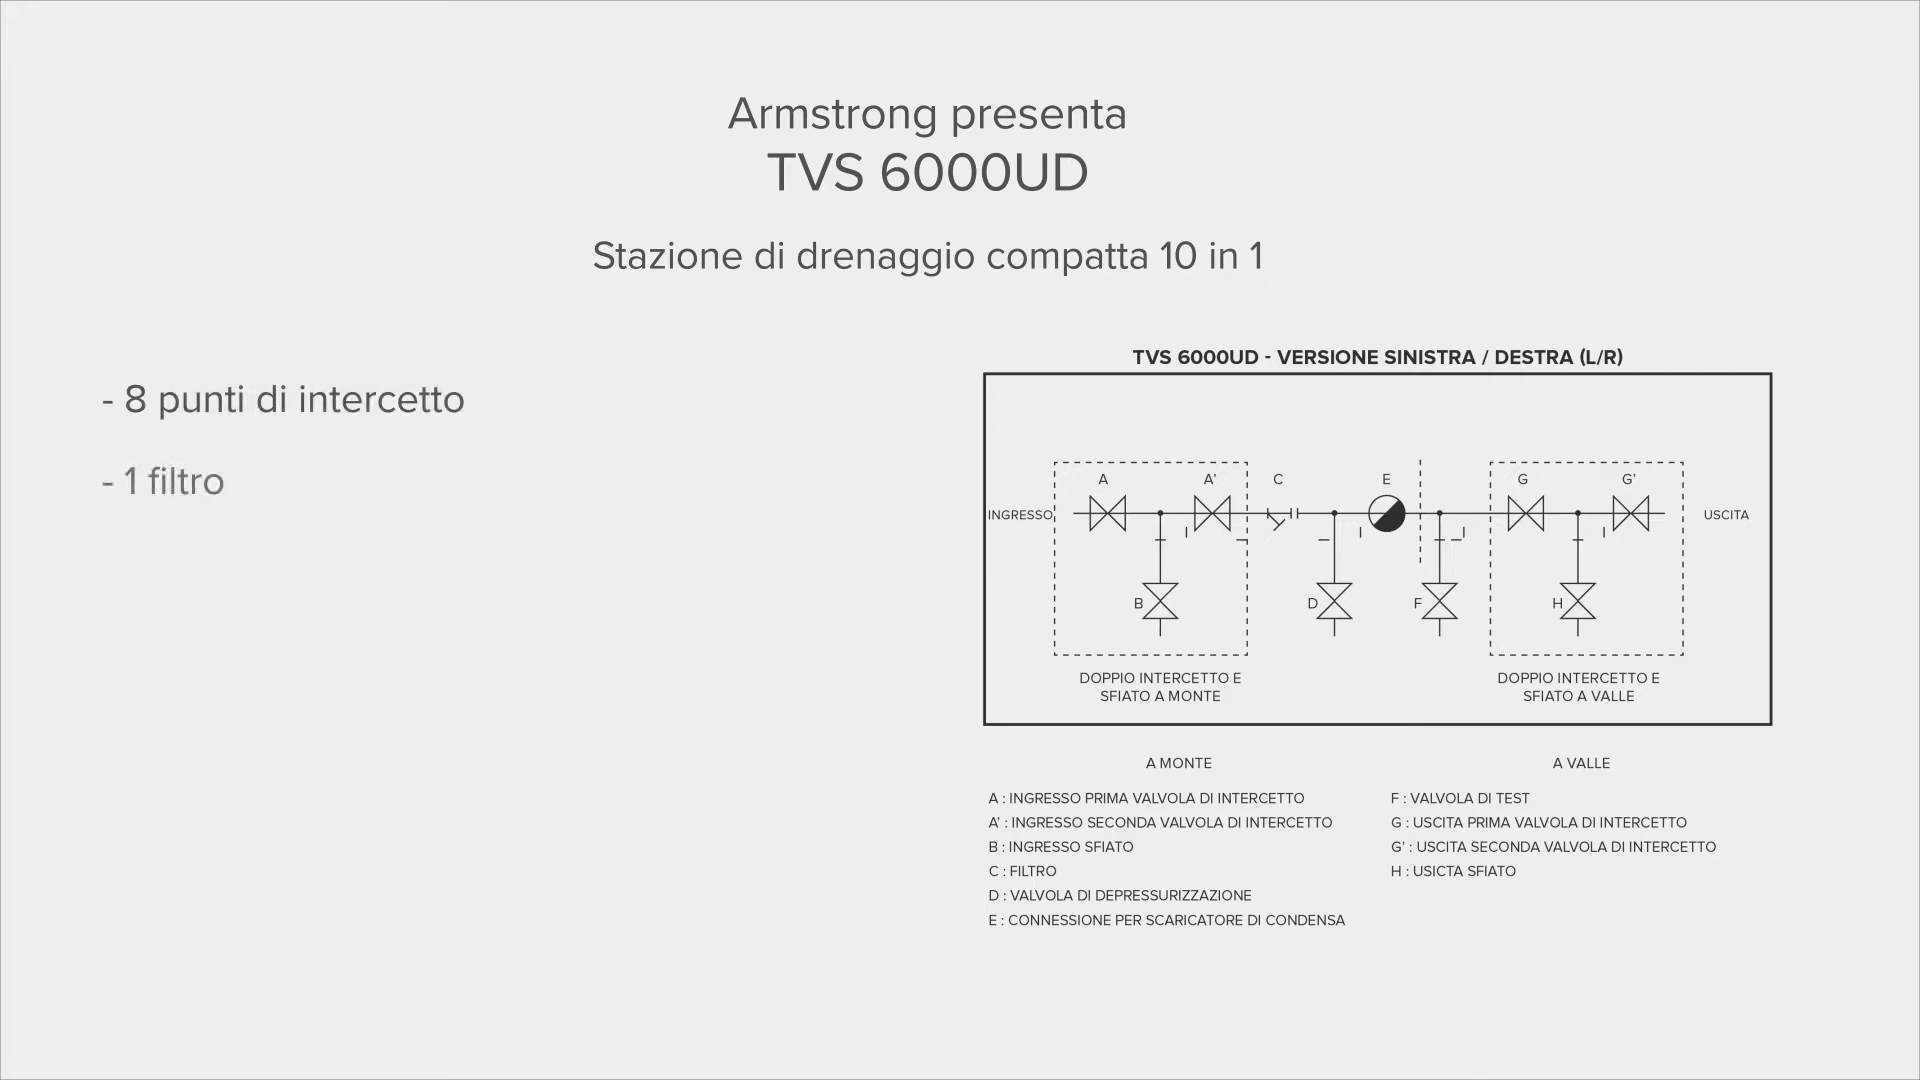 Armstrong presenta
TVS 6000UD
Stazione di drenaggio compatta 10 in 1
- 8 punti di intercetto
- 1 filtro
TVS 6000UD - VERSIONE SINISTRA / DESTRA (L/R)
A A' C E G G'
INGRESSO USCITA
B D F H
DOPPIO INTERCETTO E
SFIATO A MONTE
DOPPIO INTERCETTO E
SFIATO A VALLE
A MONTE
A : INGRESSO PRIMA VALVOLA DI INTERCETTO
A' : INGRESSO SECONDA VALVOLA DI INTERCETTO
B : INGRESSO SFIATO
C : FILTRO
D : VALVOLA DI DEPRESSURIZZAZIONE
E : CONNESSIONE PER SCARICATORE DI CONDENSA
A VALLE
F : VALVOLA DI TEST
G : USCITA PRIMA VALVOLA DI INTERCETTO
G' : USCITA SECONDA VALVOLA DI INTERCETTO
H : USICTA SFIATO